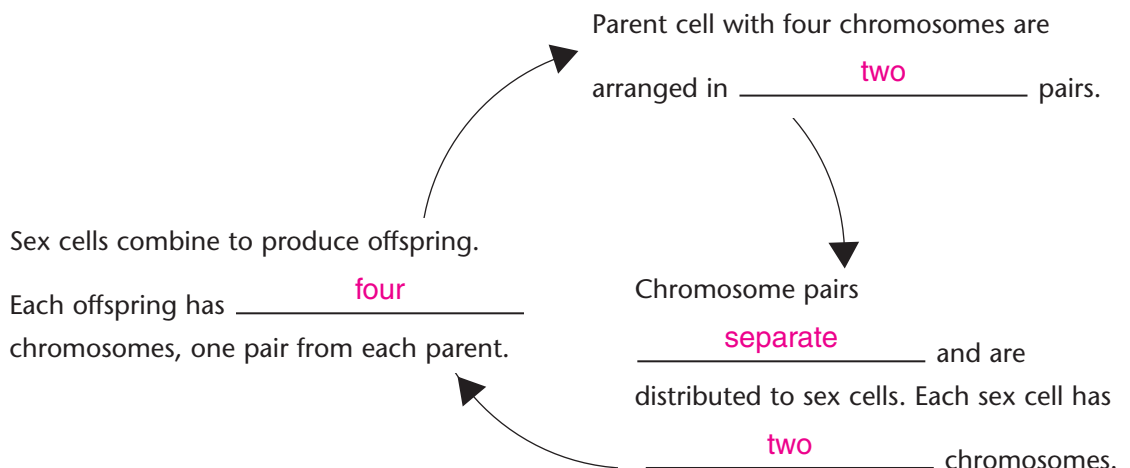 Parent cell with four chromosomes are
arranged in two pairs.
Chromosome pairs
separate and are
distributed to sex cells. Each sex cell has
two chromosomes.
Sex cells combine to produce offspring.
Each offspring has four
chromosomes, one pair from each parent.